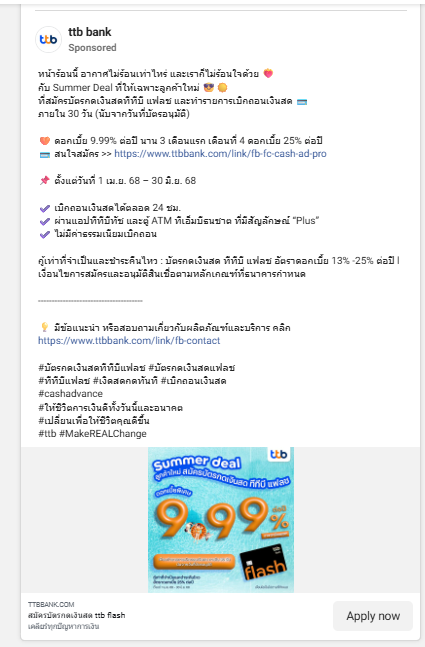 ttb bank
Sponsored
หน้าร้อนนี้ อากาศไม่ร้อนเท่าไหร่ และเราก็ไม่ร้อนใจด้วย ❤️‍🔥
กับ Summer Deal ที่ให้เฉพาะลูกค้าใหม่ 😎 🌞
ที่สมัครบัตรกดเงินสดทีทีบี แฟลช และทำรายการเบิกถอนเงินสด 💳
ภายใน 30 วัน (นับจากวันที่บัตรอนุมัติ)
ดอกเบี้ย 9.99% ต่อปี นาน 3 เดือนแรก เดือนที่ 4 ดอกเบี้ย 25% ต่อปี
💳 สนใจสมัคร >> https://www.ttbbank.com/link/fb-fc-cash-ad-pro
📌 ตั้งแต่วันที่ 1 เม.ย. 68 – 30 มิ.ย. 68
✔ เบิกถอนเงินสดได้ตลอด 24 ชม.
✔ ผ่านแอปทีทีบีทัช และตู้ ATM ที่เอ็มบีธนชาต ที่มีสัญลักษณ์ "Plus"
✔ ไม่มีค่าธรรมเนียมเบิกถอน
กู้เท่าที่จำเป็นและชำระคืนไหว : บัตรกดเงินสด ทีทีบี แฟลช อัตราดอกเบี้ย 13% -25% ต่อปี l
เงื่อนไขการสมัครและอนุมัติสินเชื่อตามหลักเกณฑ์ที่ธนาคารกำหนด
----------------------------------------
💡 มีข้อแนะนำ หรือสอบถามเกี่ยวกับผลิตภัณฑ์และบริการ คลิก
https://www.ttbbank.com/link/fb-contact
#บัตรกดเงินสดทีทีบีแฟลช #บัตรกดเงินสดแฟลช
#ทีทีบีแฟลช #เงินสดกดทันที #เบิกถอนเงินสด
#cashadvance
#ให้ชีวิตการเงินดีทั้งวันนี้และอนาคต
#เปลี่ยนเพื่อให้ชีวิตคุณดีขึ้น
#ttb #MakeREALChange
Summer deal
ttb
ลูกค้าใหม่ สมัครบัตรกดเงินสด ทีทีบี แฟลช
ดอกเบี้ยพิเศษ
9.99%
ต่อปี
flash
TTBBANK.COM
สมัครบัตรกดเงินสด ttb flash
เคลียร์ทุกปัญหาการเงิน
Apply now